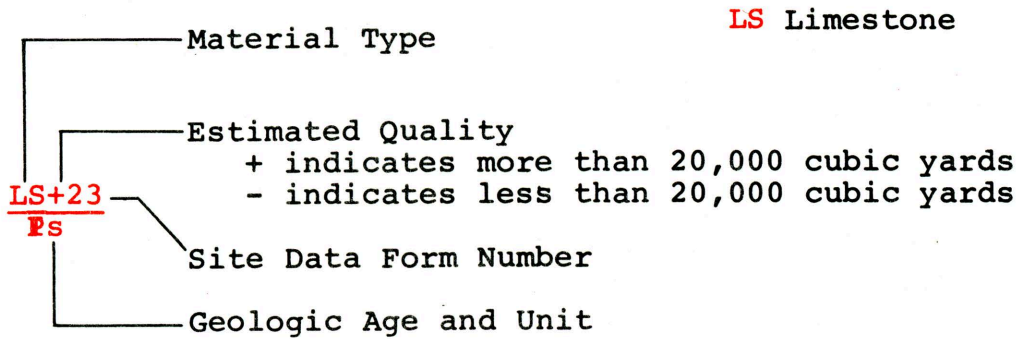 LS Limestone
Material Type
Estimated Quality
+ indicates more than 20,000 cubic yards
- indicates less than 20,000 cubic yards
LS+23
ℙs
Site Data Form Number
Geologic Age and Unit